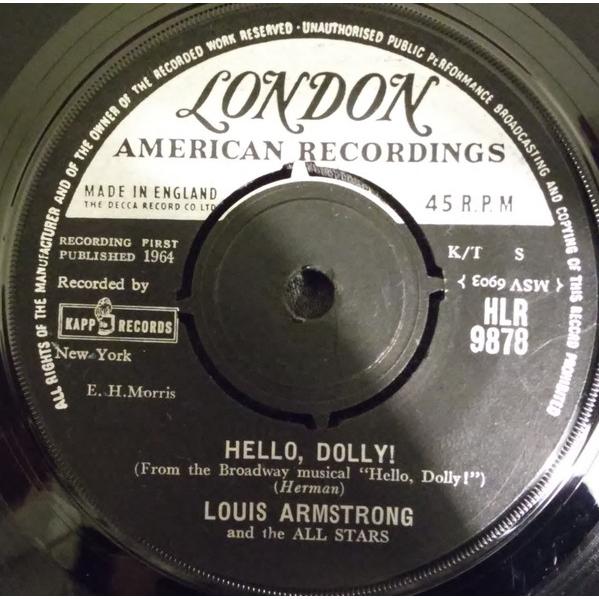 ALL RIGHTS OF THE MANUFACTURER AND OF THE OWNER OF THE RECORDED WORK RESERVED · UNAUTHORISED PUBLIC PERFORMANCE BROADCASTING AND COPYING OF THIS RECORD PROHIBITED
LONDON
AMERICAN RECORDINGS
MADE IN ENGLAND
THE DECCA RECORD CO LTD
45 R.P.M
RECORDING FIRST
PUBLISHED 1964
K/T S
Recorded by
MSV 6903
KAPP RECORDS
HLR
9878
New York
E. H. Morris
HELLO, DOLLY!
(From the Broadway musical "Hello, Dolly!")
(Herman)
LOUIS ARMSTRONG
and the ALL STARS